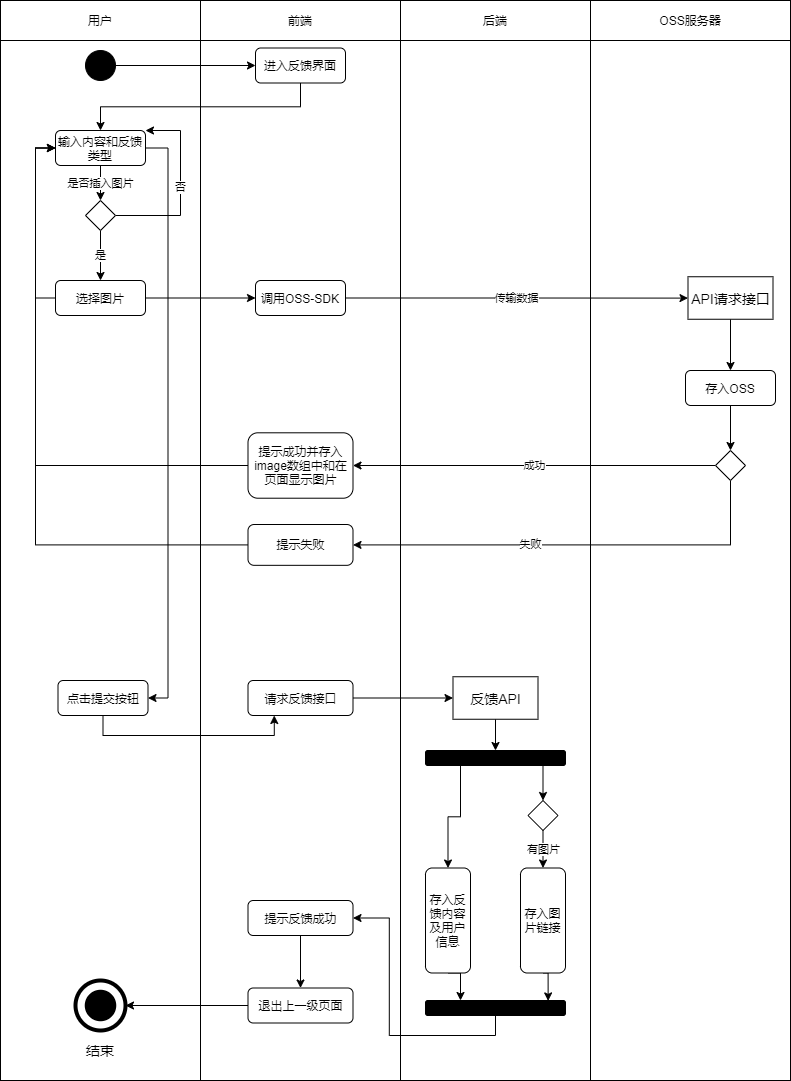 用户
前端
后端
OSS服务器
进入反馈界面
输入内容和反馈
类型
是否插入图片
否
是
选择图片
调用OSS-SDK
传输数据
API请求接口
存入OSS
提示成功并存入
image数组中和在
页面显示图片
成功
提示失败
失败
点击提交按钮
请求反馈接口
反馈API
有图片
存入反
馈内容
及用户
信息
存入图
片链接
提示反馈成功
退出上一级页面
结束